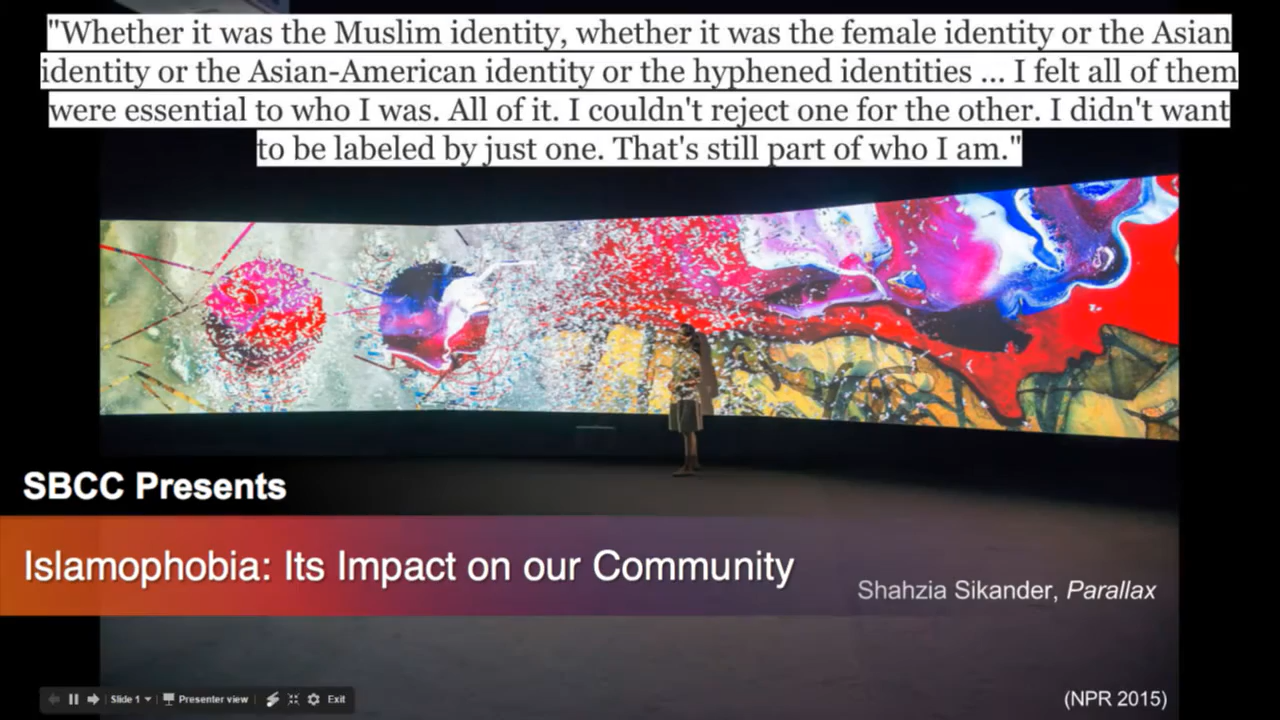 "Whether it was the Muslim identity, whether it was the female identity or the Asian
identity or the Asian-American identity or the hyphened identities ... I felt all of them
were essential to who I was. All of it. I couldn't reject one for the other. I didn't want
to be labeled by just one. That's still part of who I am."
SBCC Presents
Islamophobia: Its Impact on our Community
Shahzia Sikander, Parallax
Slide 1
Presenter view
Exit
(NPR 2015)